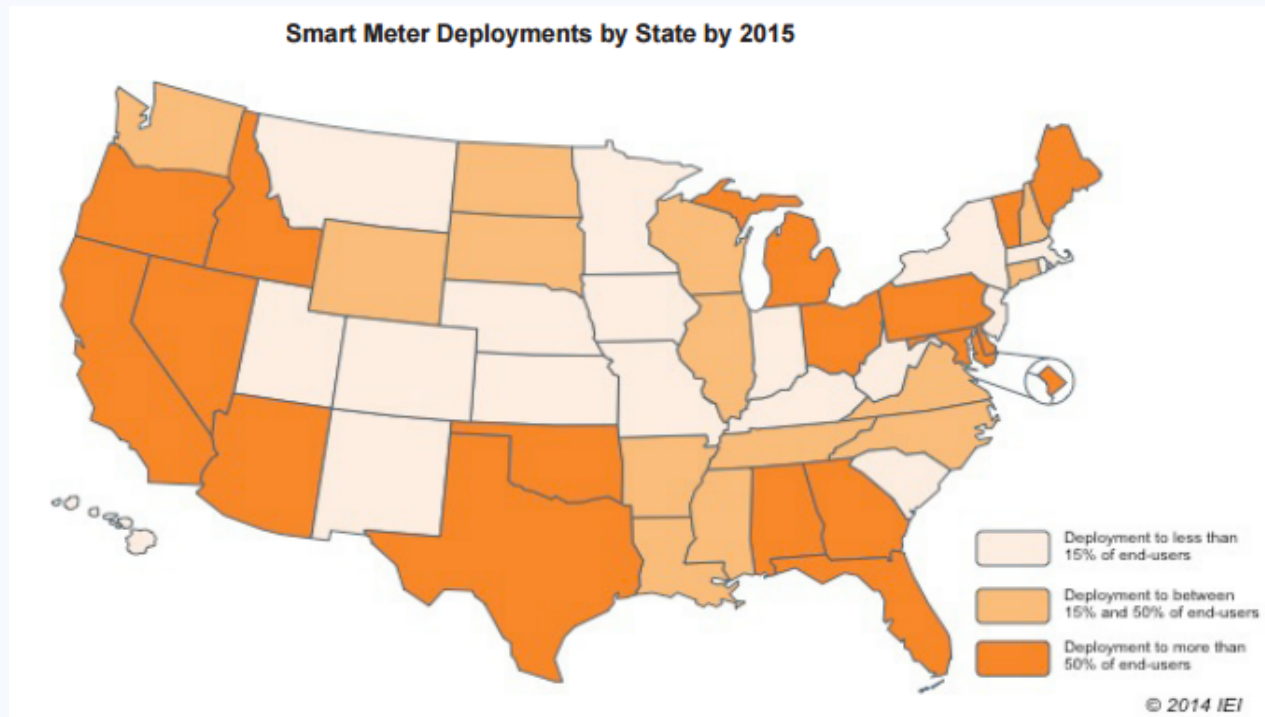 Smart Meter Deployments by State by 2015
Deployment to less than
15% of end-users
Deployment to between
15% and 50% of end-users
Deployment to more than
50% of end-users
© 2014 IEI